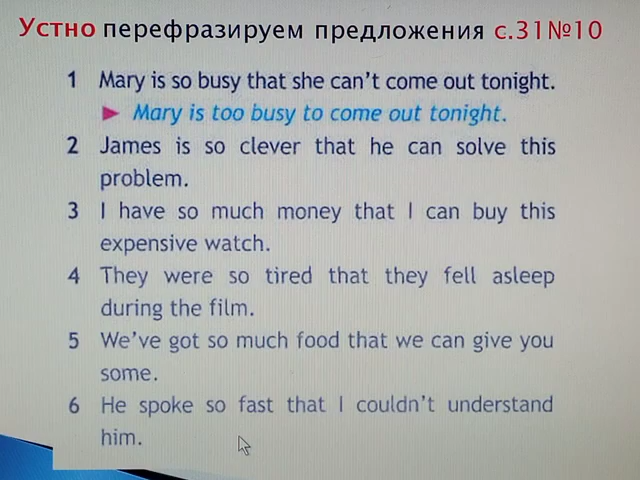 Устно перефразируем предложения с.31№10
1 Mary is so busy that she can't come out tonight.
► Mary is too busy to come out tonight.
2 James is so clever that he can solve this
problem.
3 I have so much money that I can buy this
expensive watch.
4 They were so tired that they fell asleep
during the film.
5 We've got so much food that we can give you
some.
6 He spoke so fast that I couldn't understand
him.